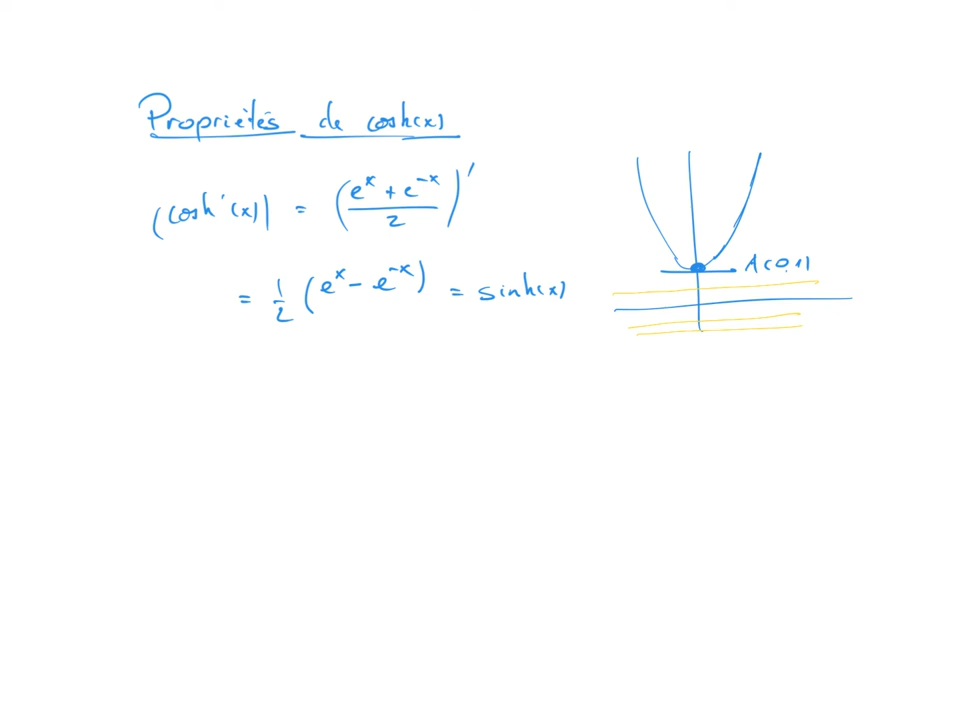 Propriétés de cosh(x)
(cosh'(x)) = ((e^x + e^-x)/2)'
= 1/2 (e^x - e^-x) = sinh(x)
A(0,1)